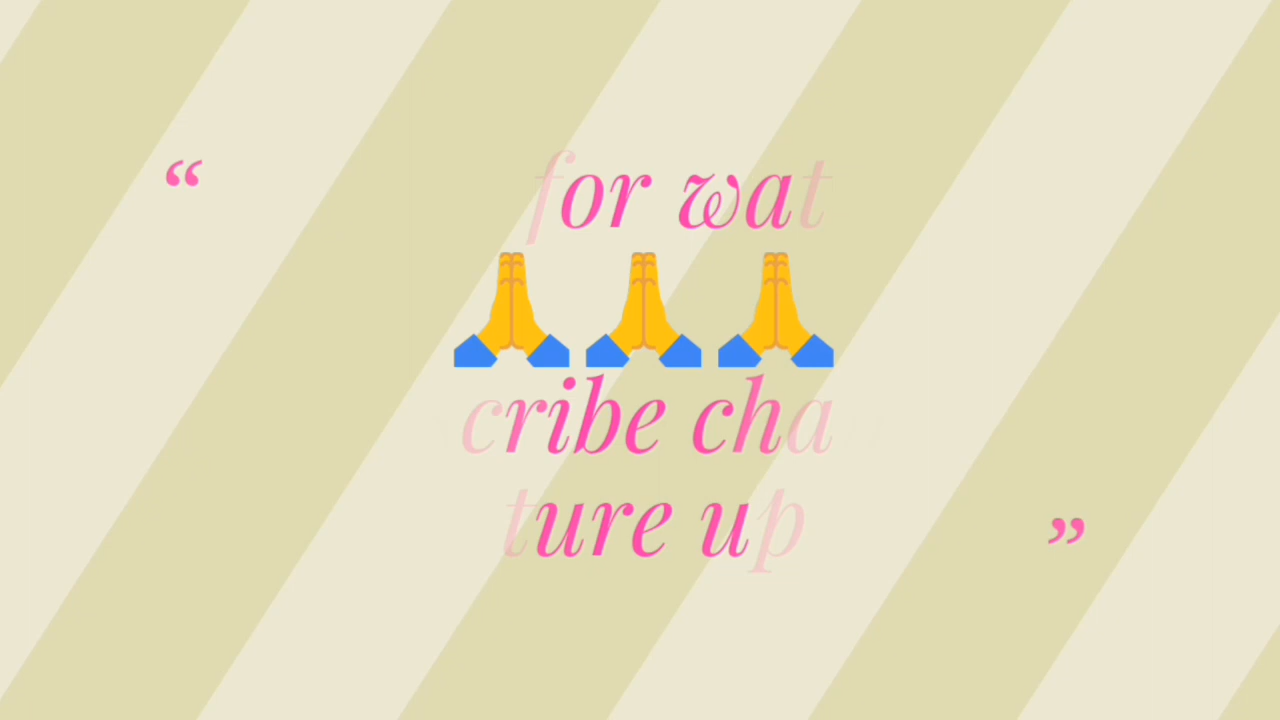 “
for wat
🙏🙏🙏
cribe cha
ture up
”